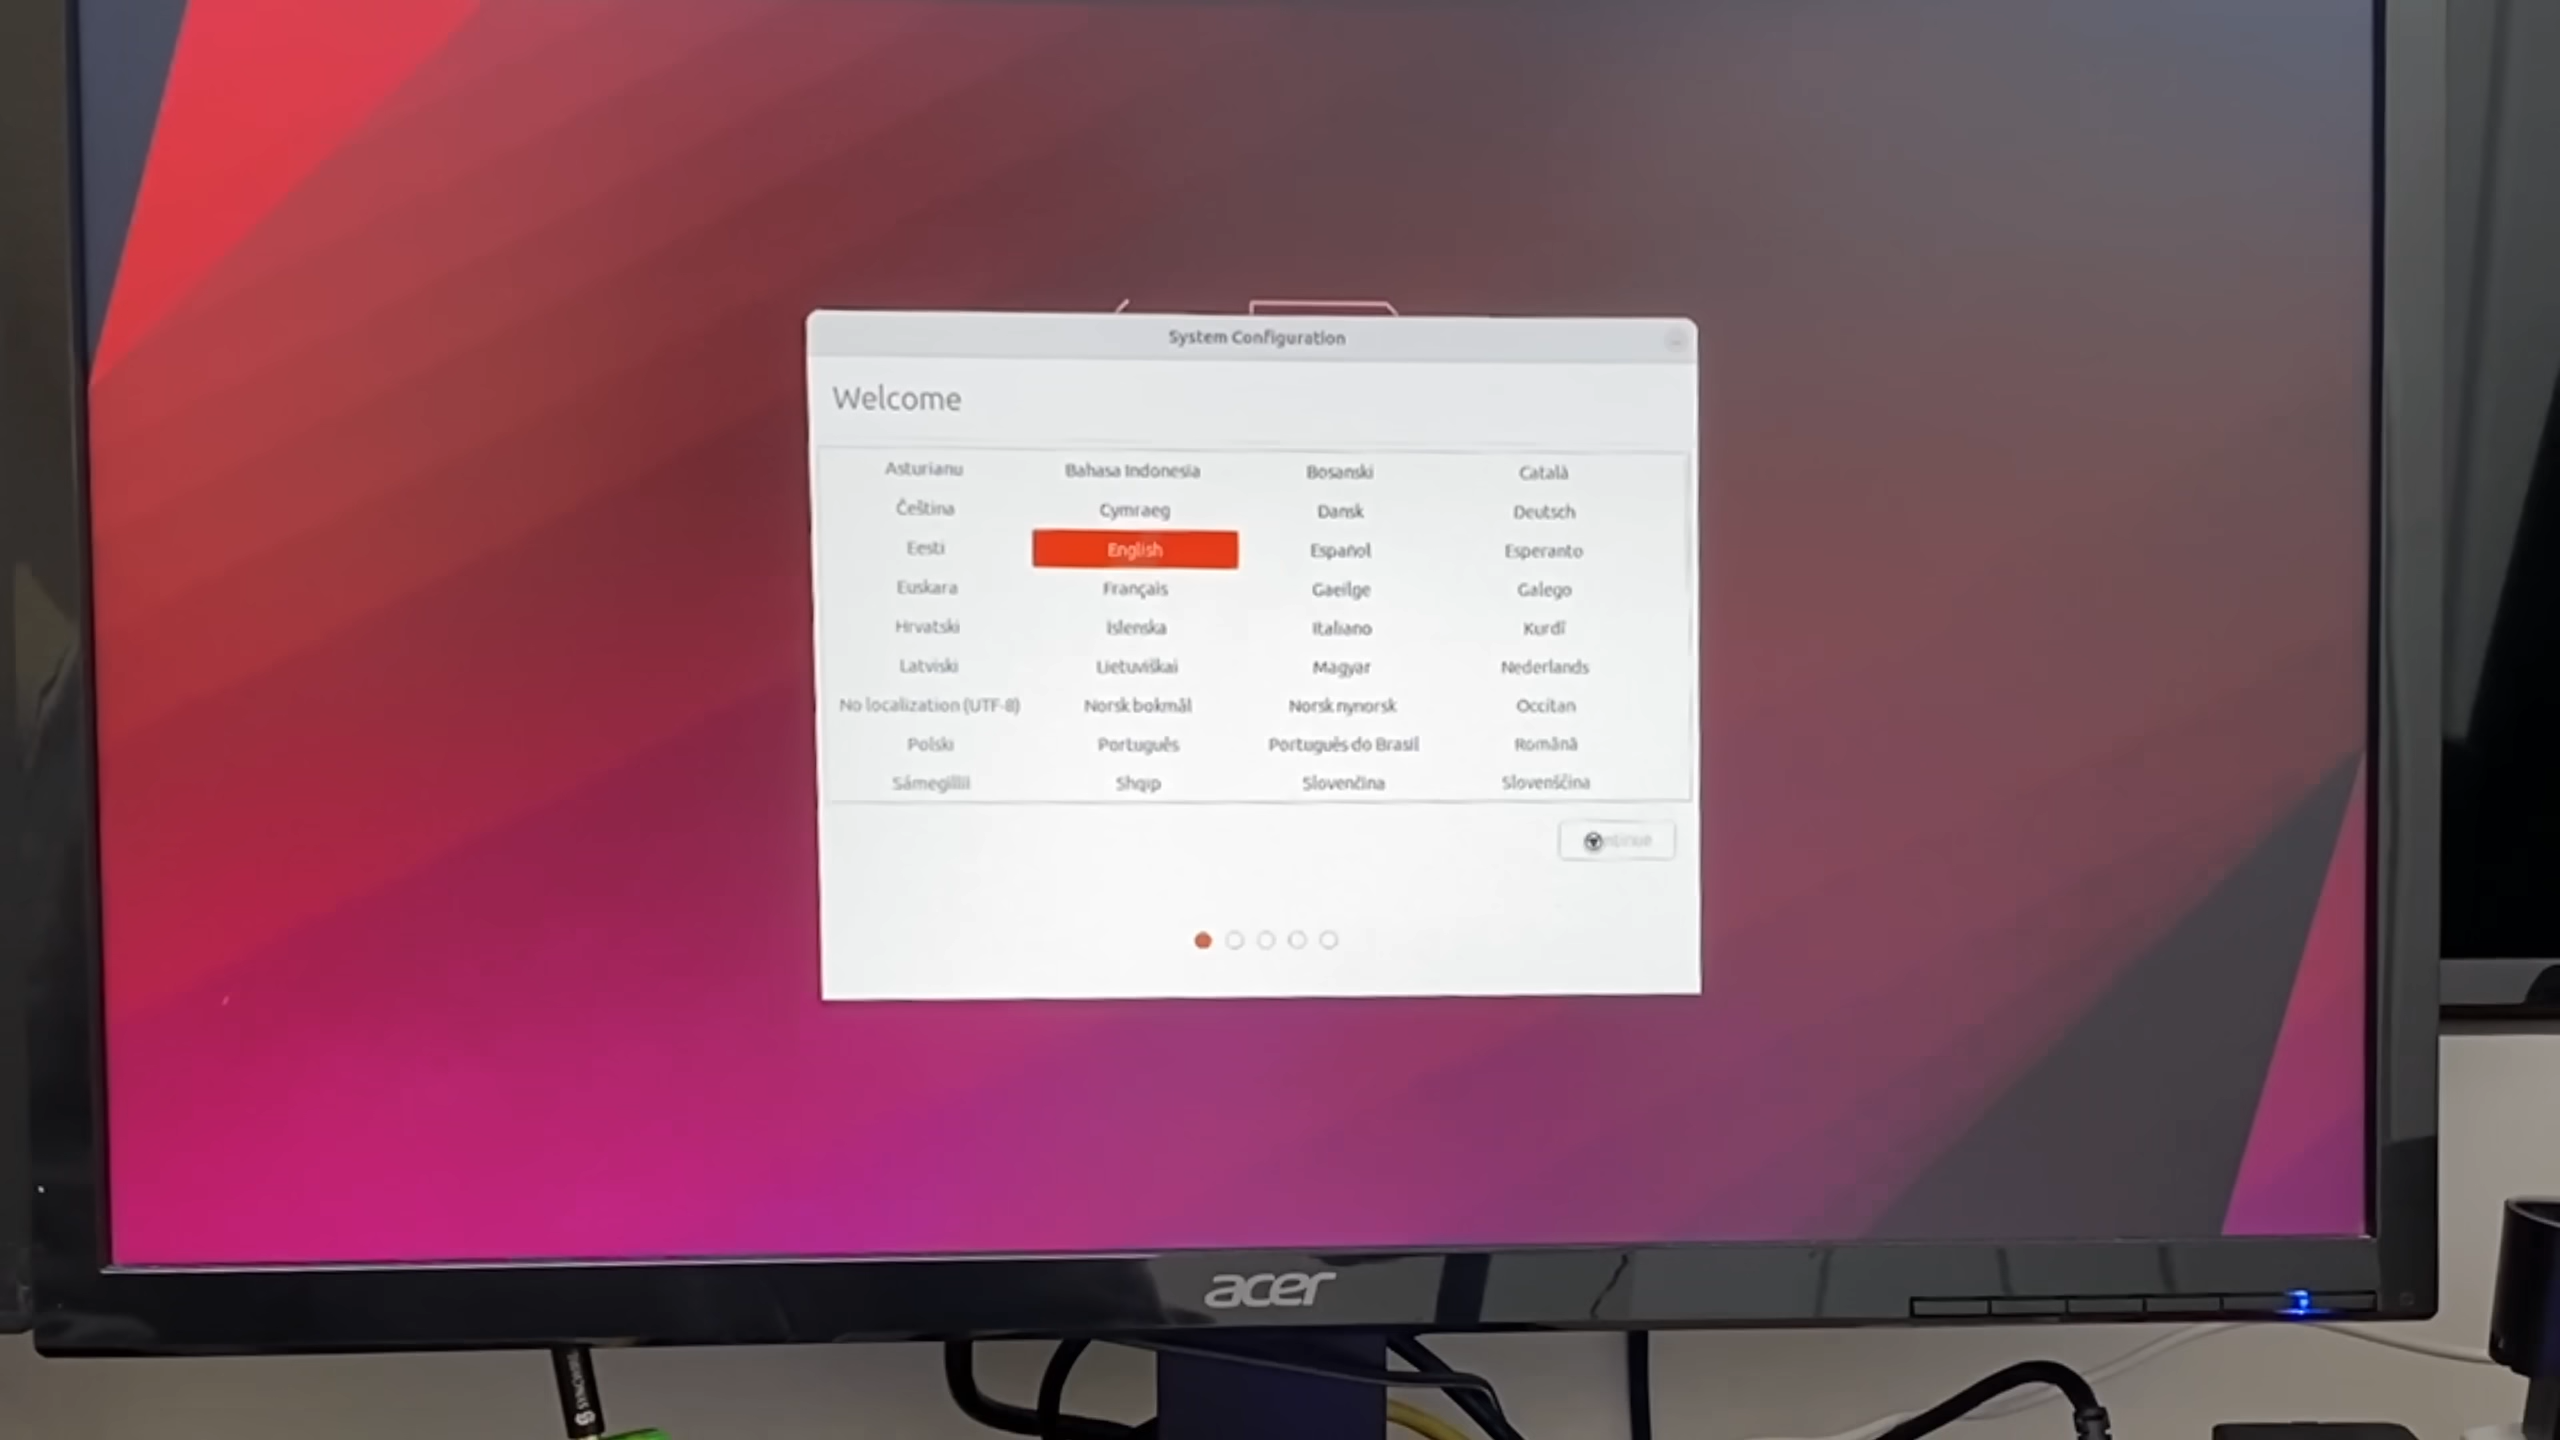 System Configuration
Welcome
Asturianu Bahasa Indonesia Bosanski Català
Čeština Cymraeg Dansk Deutsch
Eesti English Español Esperanto
Euskara Français Gaeilge Galego
Hrvatski Íslenska Italiano Kurdî
Latviski Lietuviškai Magyar Nederlands
No localization (UTF-8) Norsk bokmål Norsk nynorsk Occitan
Polski Português Português do Brasil Română
Sámegillii Shqip Slovenčina Slovenščina
acer